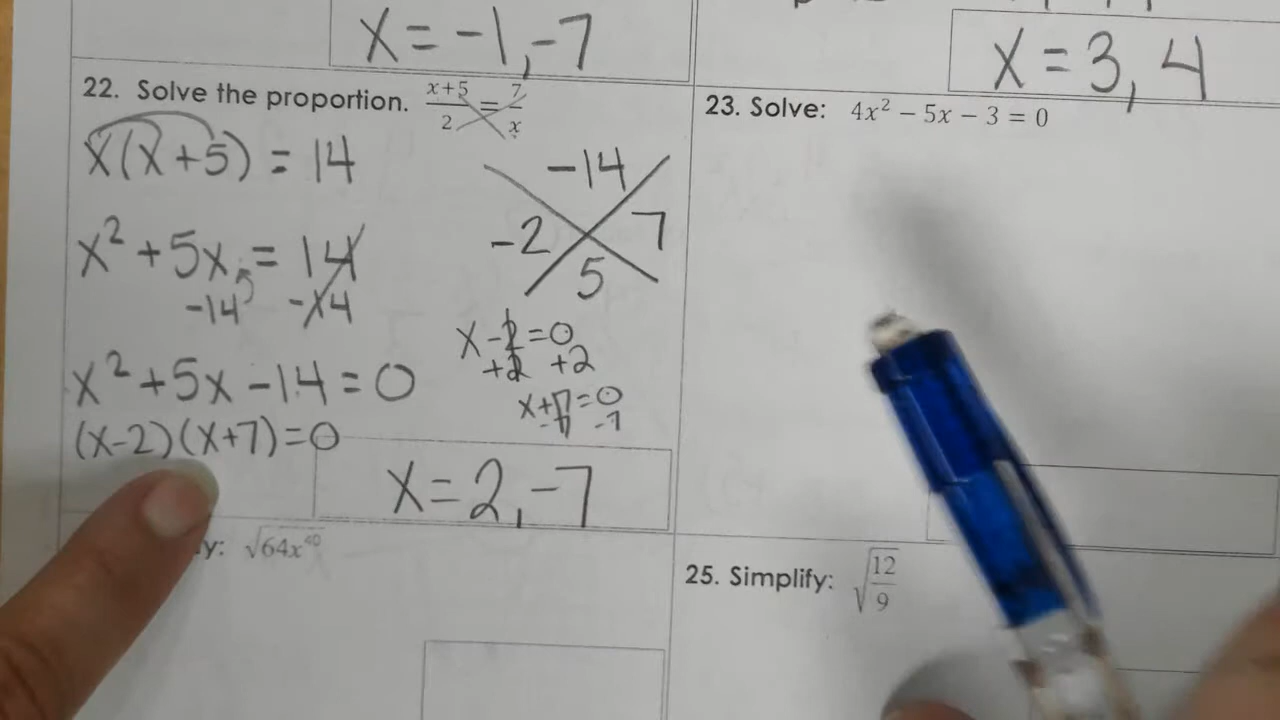 x = -1, -7
x = 3, 4
22. Solve the proportion. (x+5)/2 = 7/x
x(x+5) = 14
x² + 5x = 14
-14 -14
x² + 5x - 14 = 0
(x-2)(x+7) = 0
-14
-2 7
5
x - 2 = 0
+2 +2
x+7 = 0
-7 -7
x = 2, -7
23. Solve: 4x² - 5x - 3 = 0
y: √64x⁴⁰
25. Simplify: √12/9